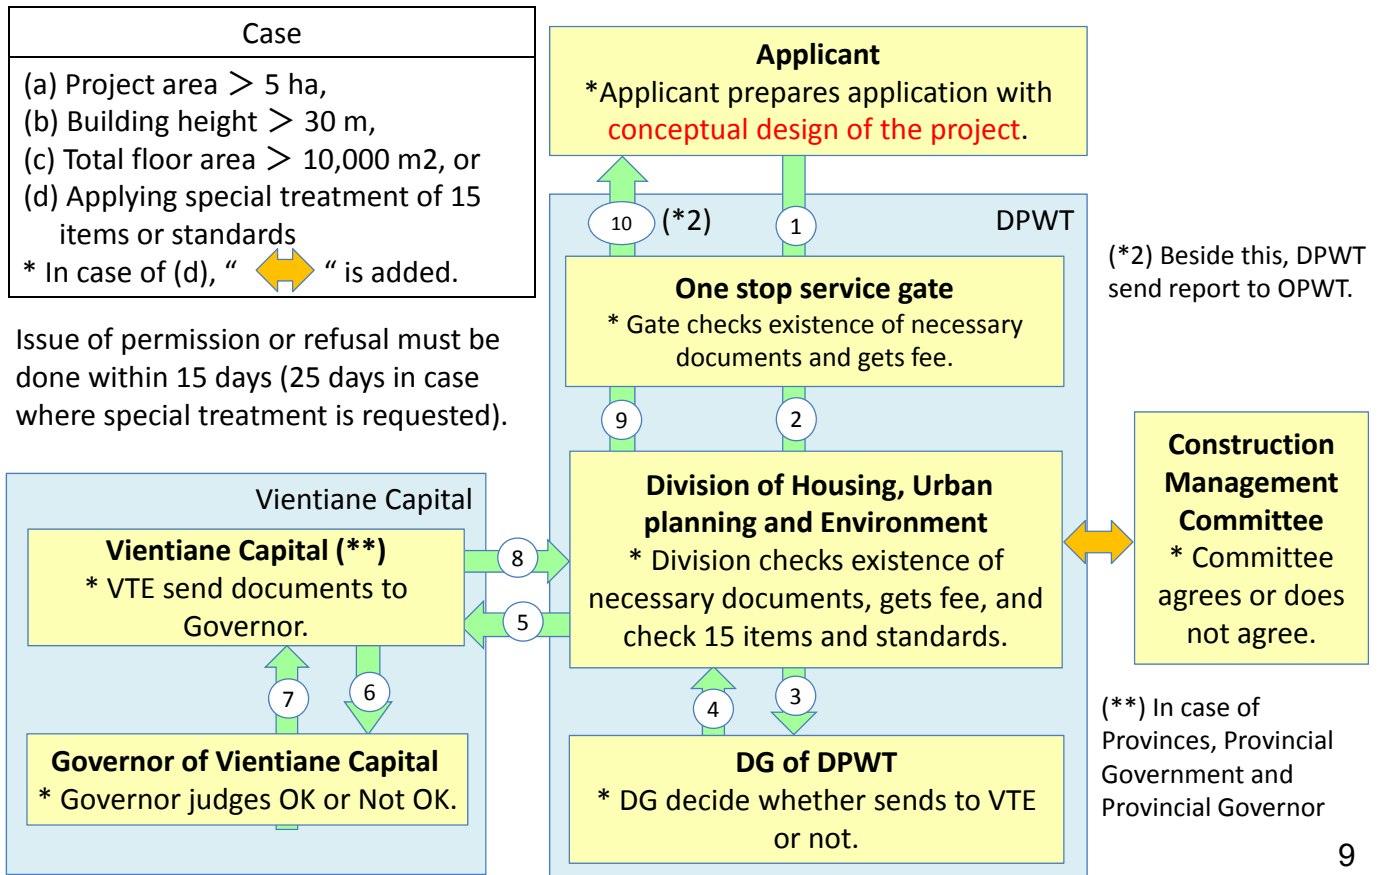 Case
(a) Project area ＞ 5 ha,
(b) Building height ＞ 30 m,
(c) Total floor area ＞ 10,000 m2, or
(d) Applying special treatment of 15
items or standards
* In case of (d), “ “ is added.
Issue of permission or refusal must be
done within 15 days (25 days in case
where special treatment is requested).
Applicant
*Applicant prepares application with
conceptual design of the project.
10
(*2)
1
DPWT
(*2) Beside this, DPWT
send report to OPWT.
One stop service gate
* Gate checks existence of necessary
documents and gets fee.
9
2
Division of Housing, Urban
planning and Environment
* Division checks existence of
necessary documents, gets fee, and
check 15 items and standards.
Construction
Management
Committee
* Committee
agrees or does
not agree.
Vientiane Capital
Vientiane Capital (**)
* VTE send documents to
Governor.
8
5
7
6
4
3
Governor of Vientiane Capital
* Governor judges OK or Not OK.
DG of DPWT
* DG decide whether sends to VTE
or not.
(**) In case of
Provinces, Provincial
Government and
Provincial Governor
9